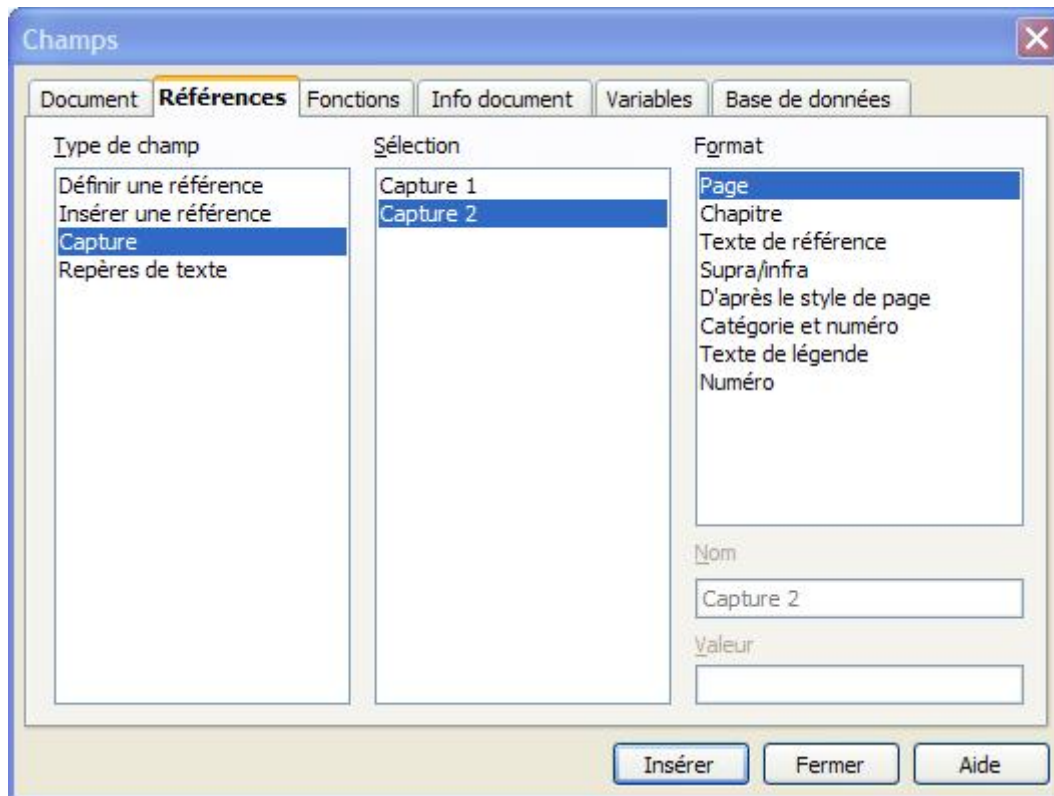 Champs
Document Références Fonctions Info document Variables Base de données
Type de champ
Définir une référence
Insérer une référence
Capture
Repères de texte
Sélection
Capture 1
Capture 2
Format
Page
Chapitre
Texte de référence
Supra/infra
D'après le style de page
Catégorie et numéro
Texte de légende
Numéro
Nom
Capture 2
Valeur
Insérer Fermer Aide